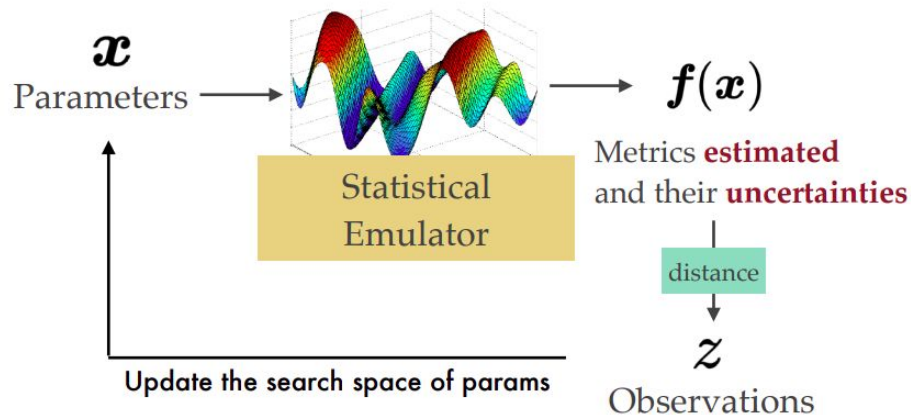 x
Parameters
Statistical
Emulator
f(x)
Metrics estimated
and their uncertainties
distance
z
Observations
Update the search space of params